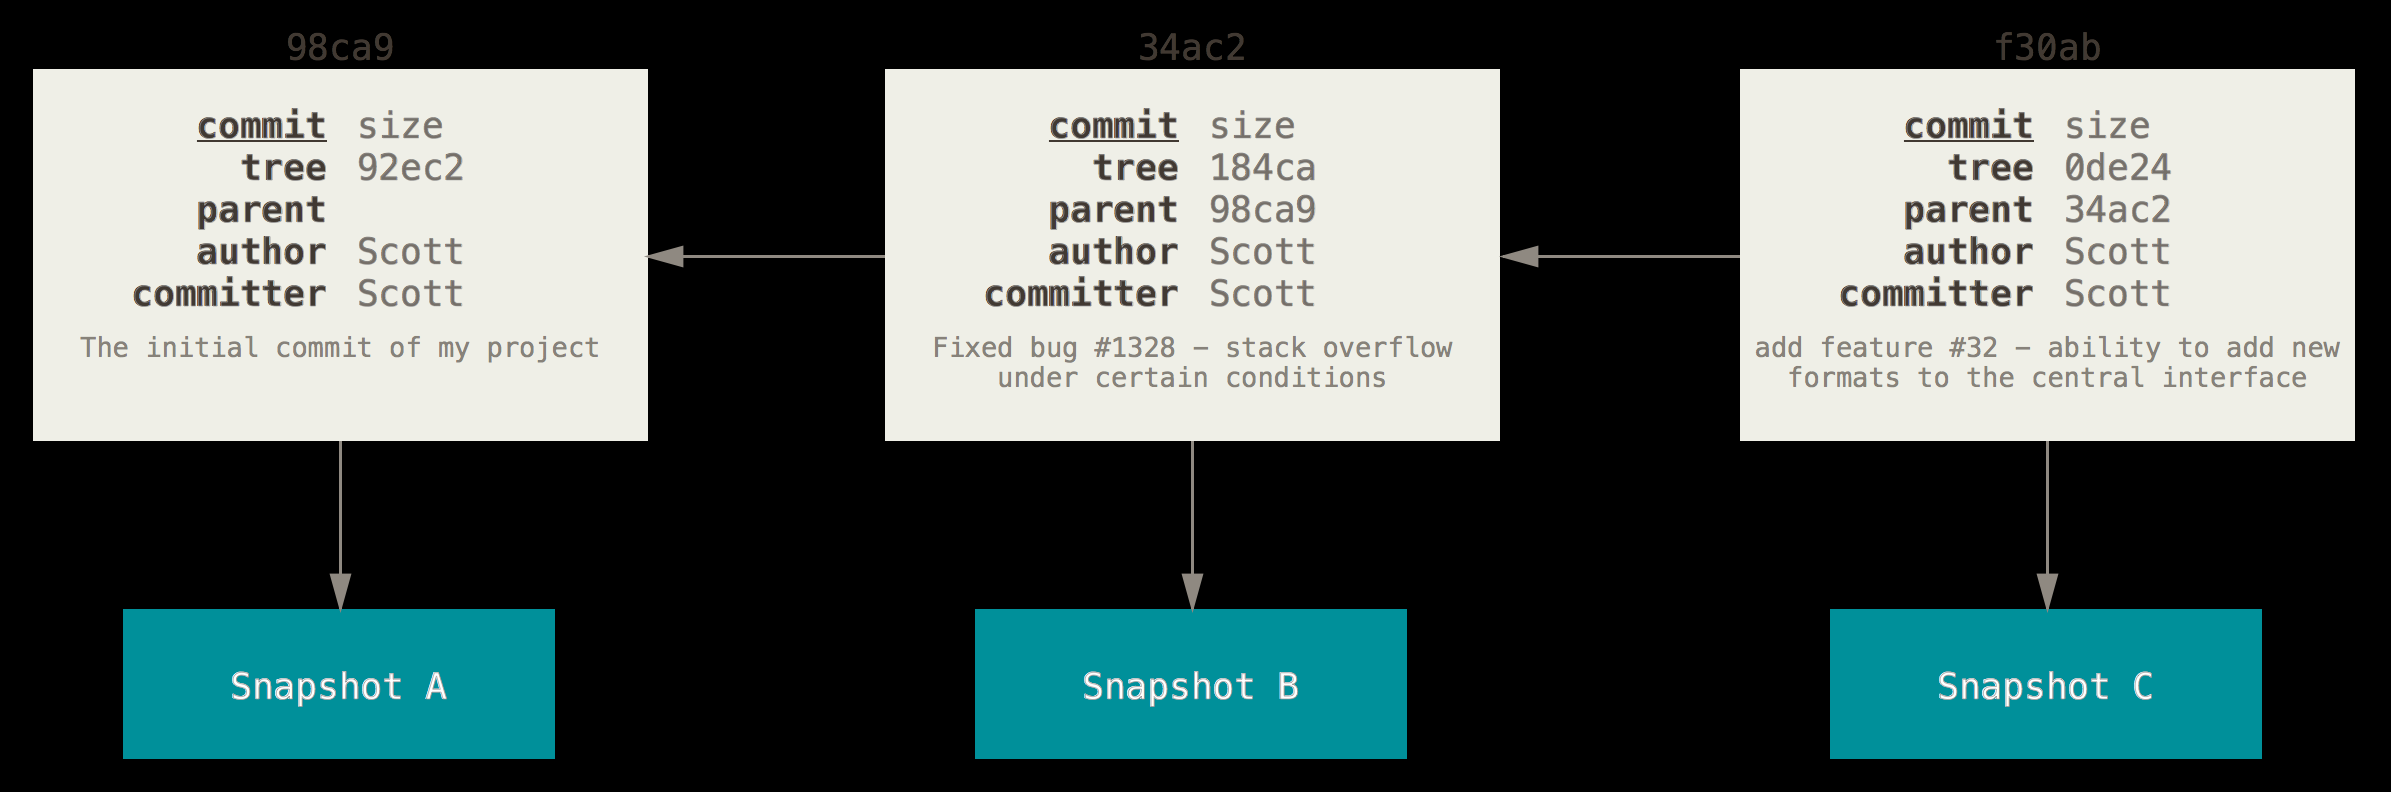 98ca9
commit size
tree 92ec2
parent
author Scott
committer Scott
The initial commit of my project
Snapshot A
34ac2
commit size
tree 184ca
parent 98ca9
author Scott
committer Scott
Fixed bug #1328 – stack overflow
under certain conditions
Snapshot B
f30ab
commit size
tree 0de24
parent 34ac2
author Scott
committer Scott
add feature #32 – ability to add new
formats to the central interface
Snapshot C